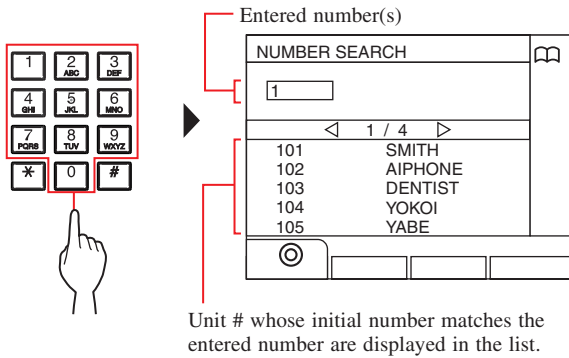 Entered number(s)
1
2
ABC
3
DEF
4
GHI
5
JKL
6
MNO
7
PQRS
8
TUV
9
WXYZ
*
0
#
NUMBER SEARCH
1
1 / 4
101 SMITH
102 AIPHONE
103 DENTIST
104 YOKOI
105 YABE
Unit # whose initial number matches the
entered number are displayed in the list.